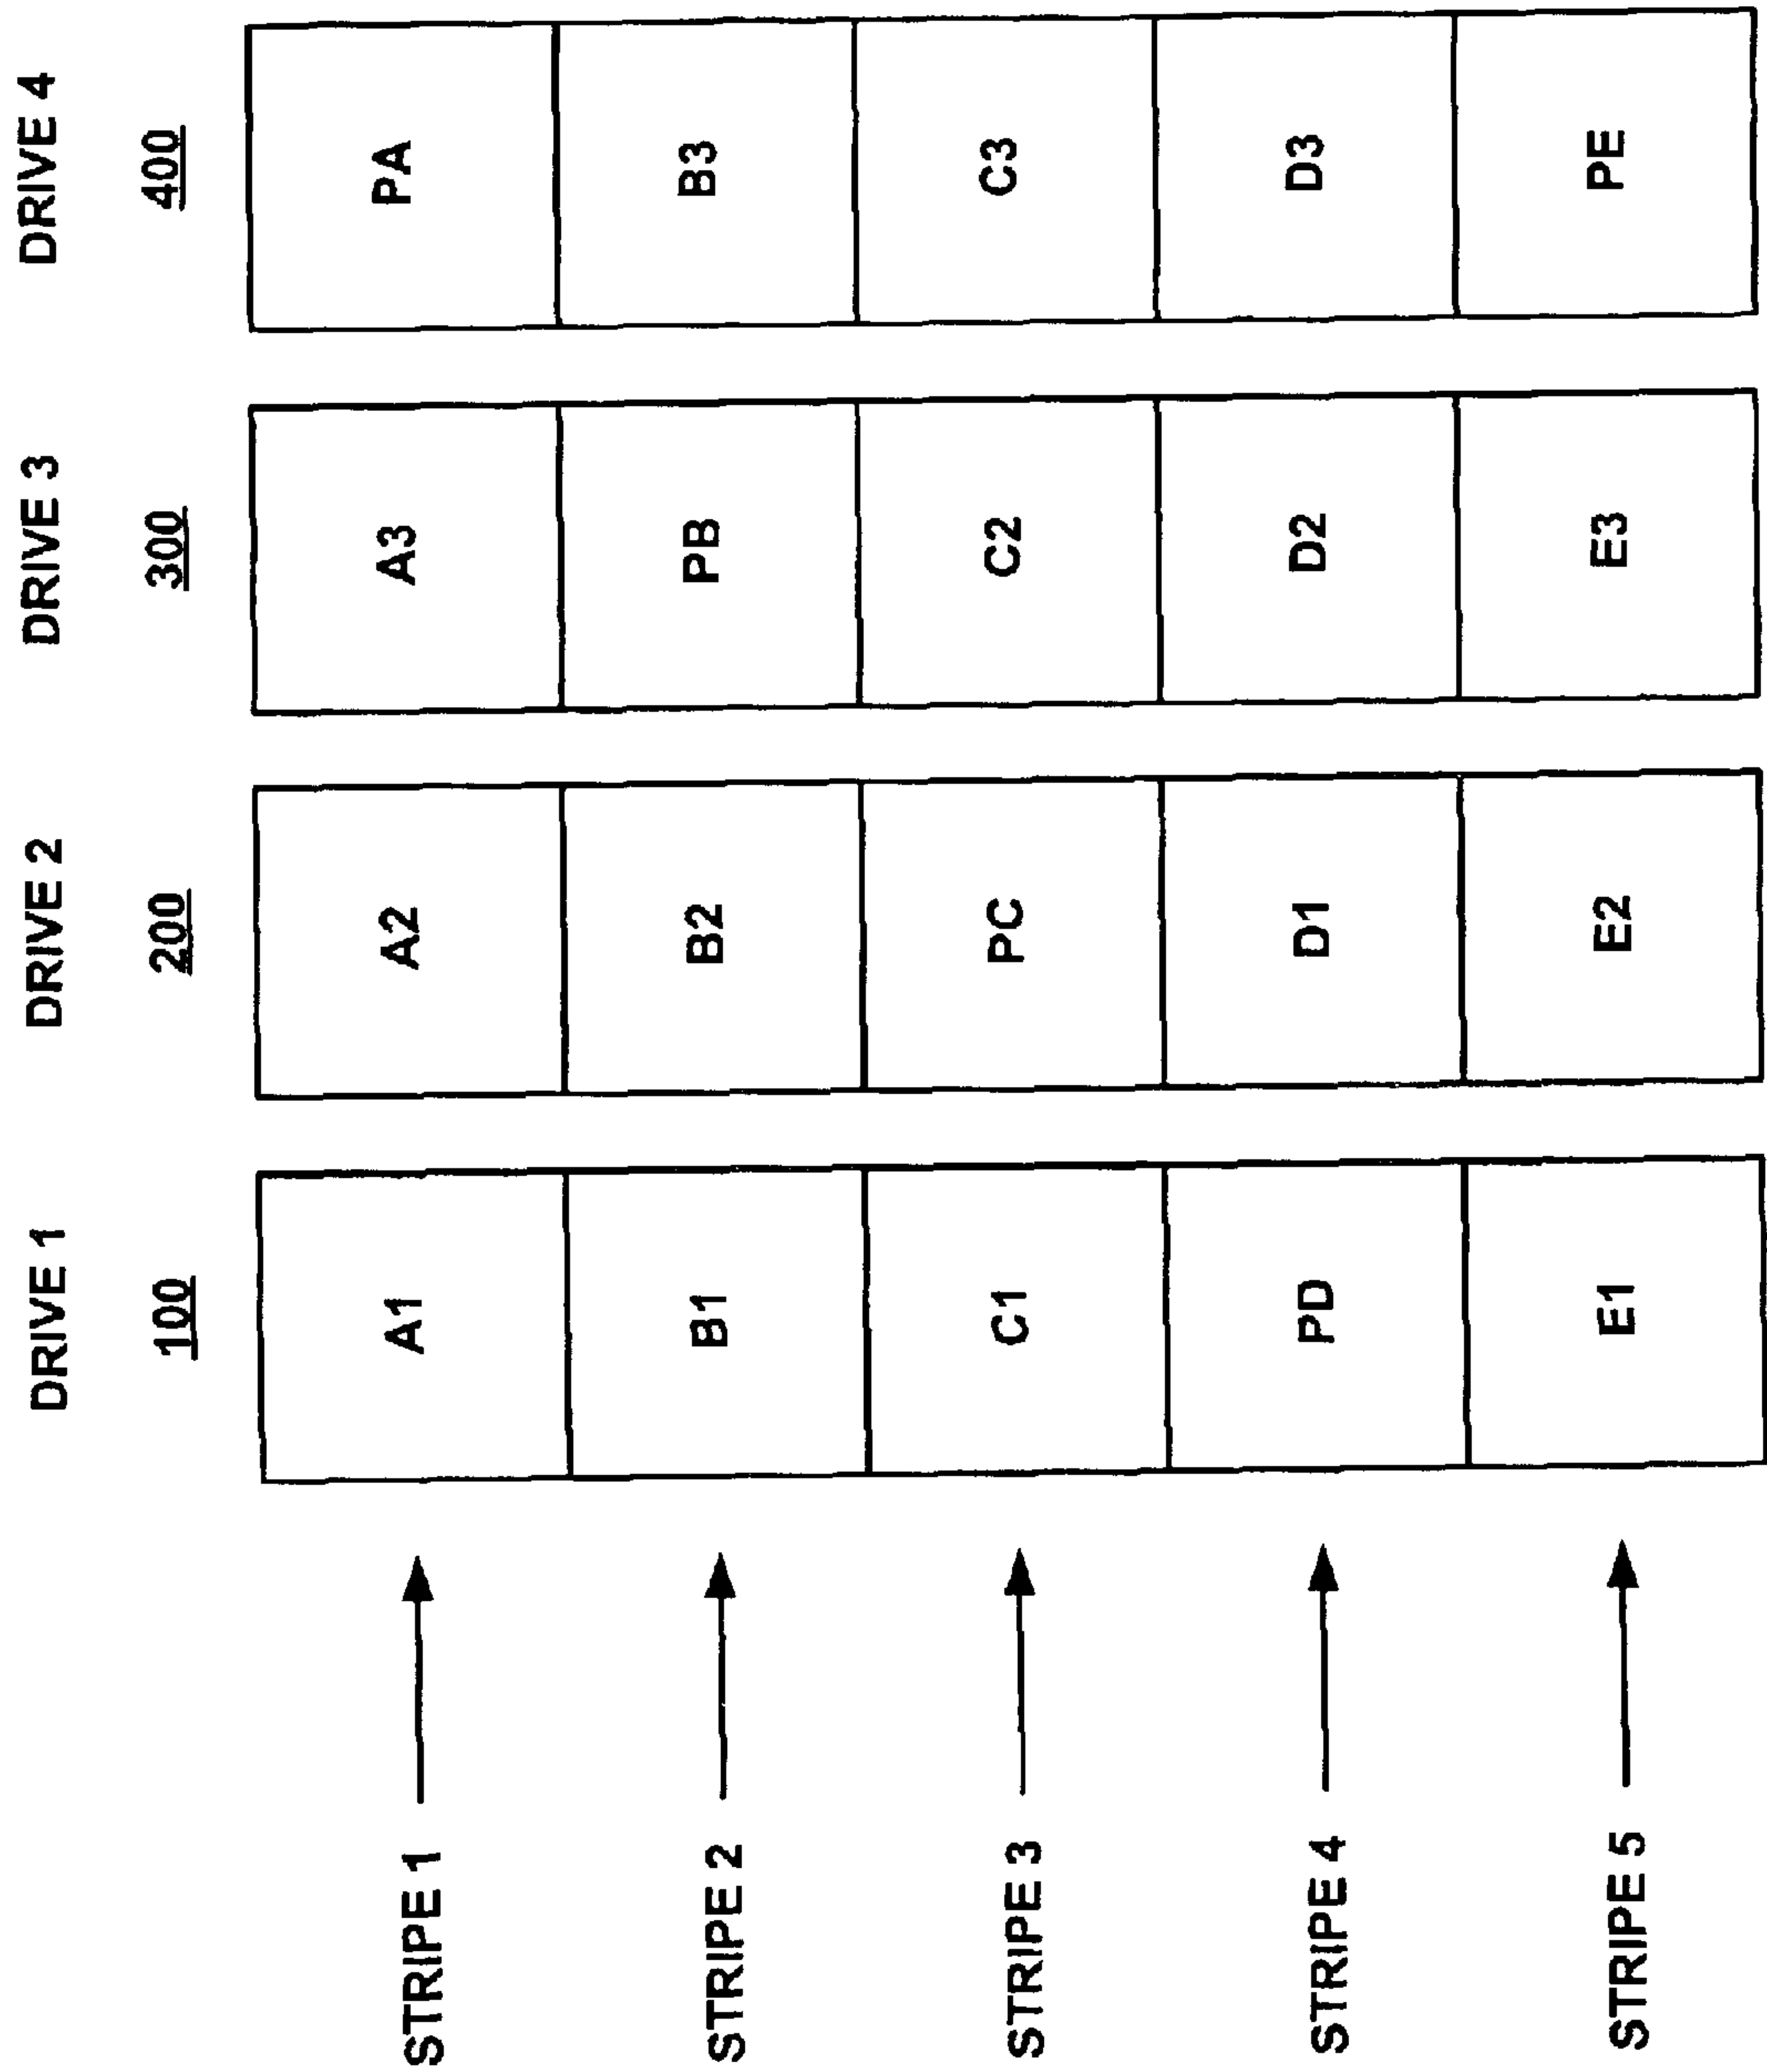 DRIVE 1 DRIVE 2 DRIVE 3 DRIVE 4
100 200 300 400
STRIPE 1 A1 A2 A3 PA
STRIPE 2 B1 B2 PB B3
STRIPE 3 C1 PC C2 C3
STRIPE 4 PD D1 D2 D3
STRIPE 5 E1 E2 E3 PE